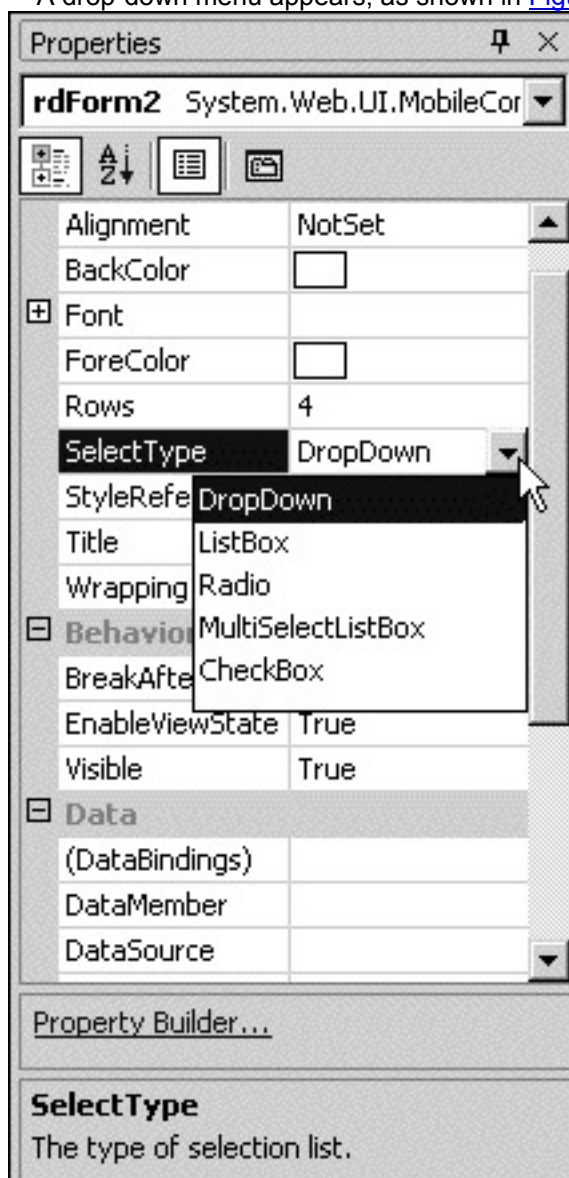 A drop-down menu appears, as shown in
Properties
rdForm2 System.Web.UI.MobileCor
Alignment NotSet
BackColor
Font
ForeColor
Rows 4
SelectType DropDown
StyleRefe DropDown
Title ListBox
Wrapping Radio
Behavior MultiSelectListBox
BreakAfte CheckBox
EnableViewState True
Visible True
Data
(DataBindings)
DataMember
DataSource
Property Builder...
SelectType
The type of selection list.